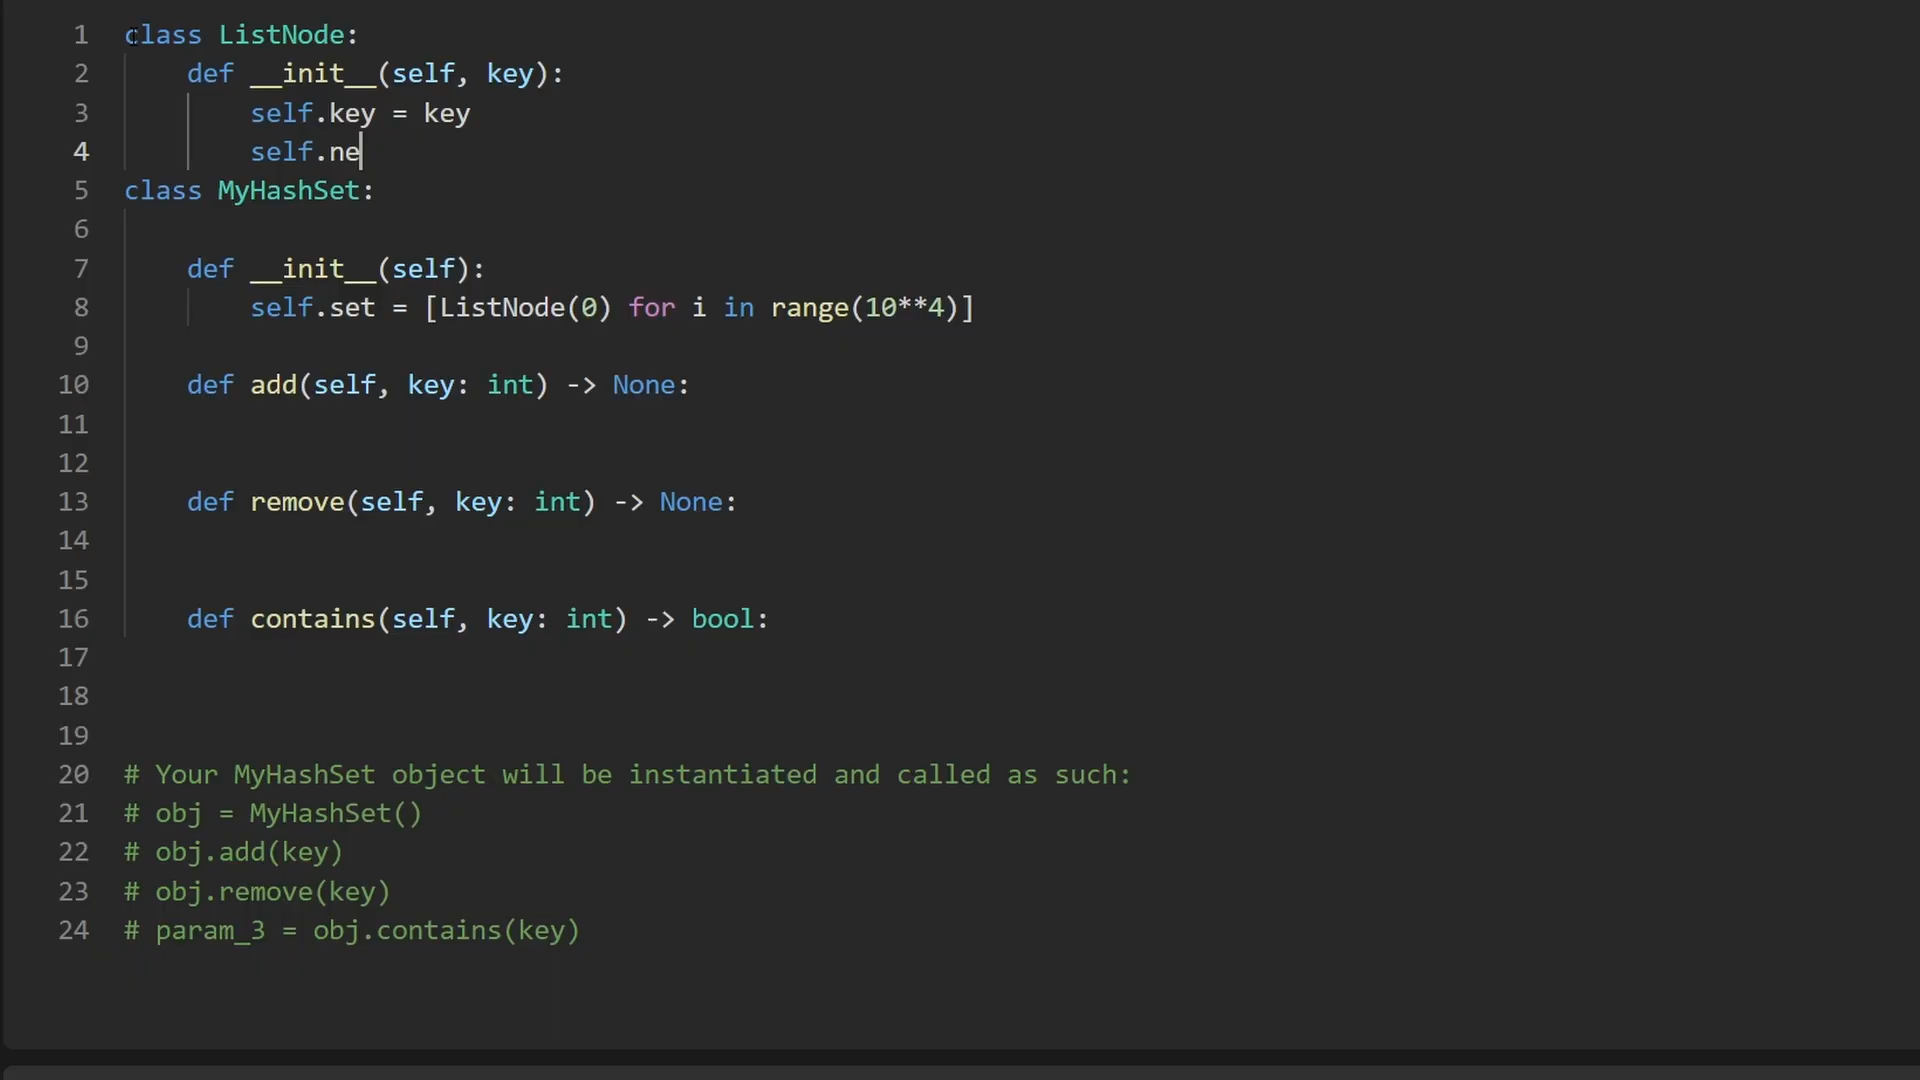 1 class ListNode:
2 def __init__(self, key):
3 self.key = key
4 self.ne
5 class MyHashSet:
6
7 def __init__(self):
8 self.set = [ListNode(0) for i in range(10**4)]
9
10 def add(self, key: int) -> None:
11
12
13 def remove(self, key: int) -> None:
14
15
16 def contains(self, key: int) -> bool:
17
18
19
20 # Your MyHashSet object will be instantiated and called as such:
21 # obj = MyHashSet()
22 # obj.add(key)
23 # obj.remove(key)
24 # param_3 = obj.contains(key)